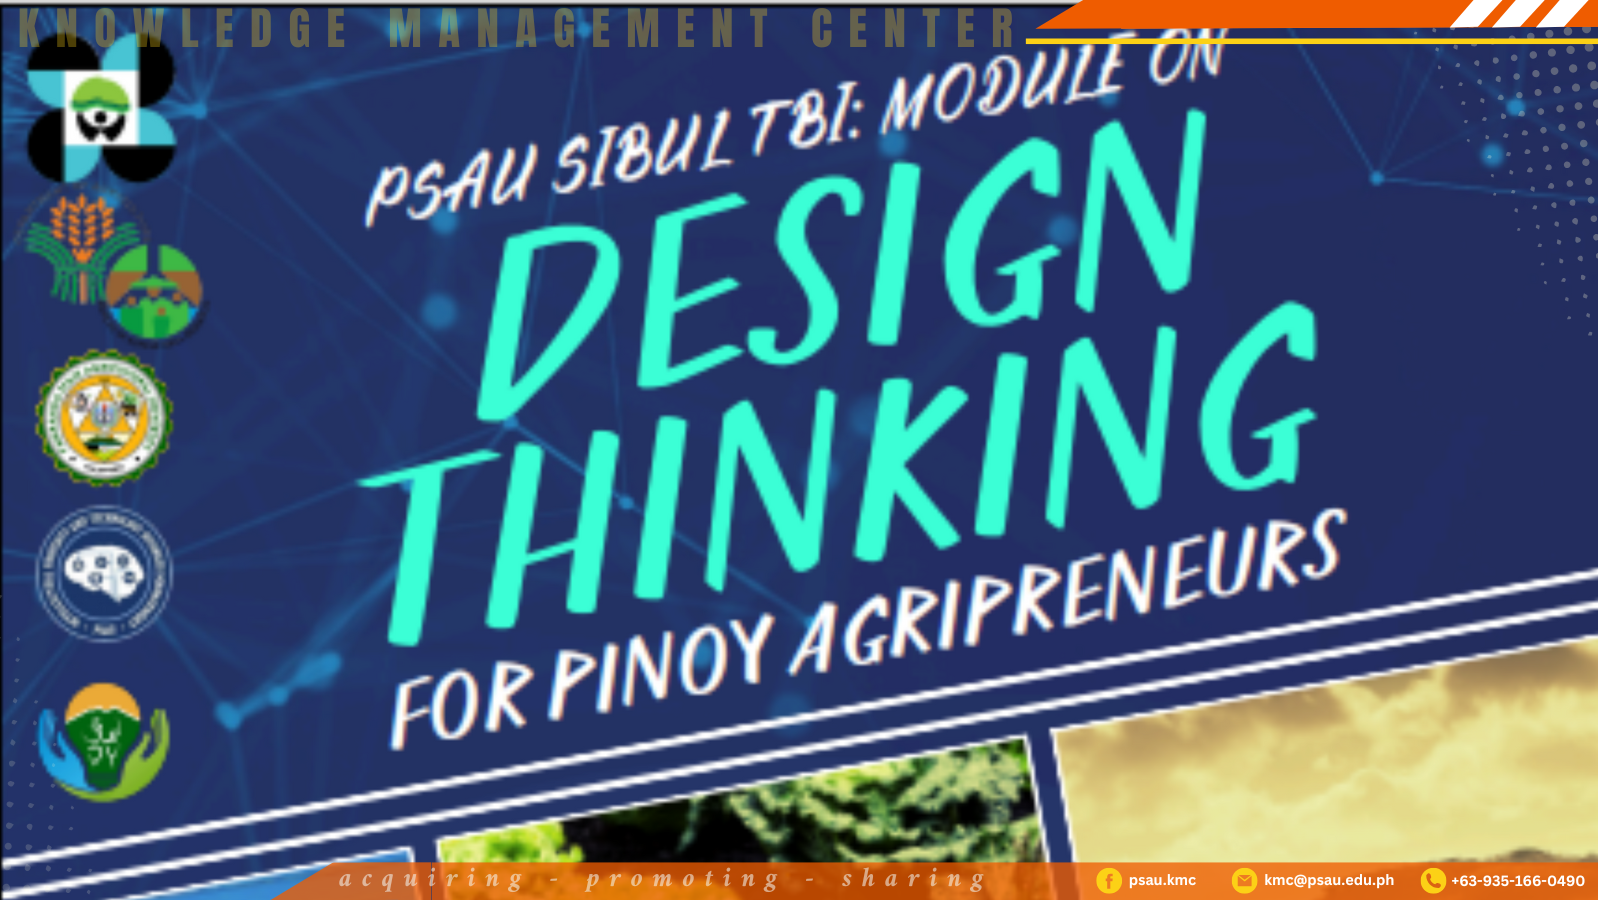 KNOWLEDGE MANAGEMENT CENTER
PSAU SIBUL TBI: MODULE ON
DESIGN
THINKING
FOR PINOY AGRIPRENEURS
acquiring - promoting - sharing
psau.kmc
kmc@psau.edu.ph
+63-935-166-0490